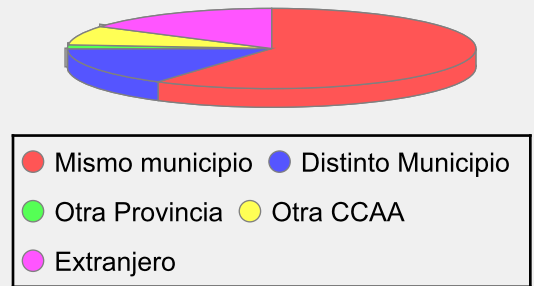 Mismo municipio Distinto Municipio
Otra Provincia Otra CCAA
Extranjero